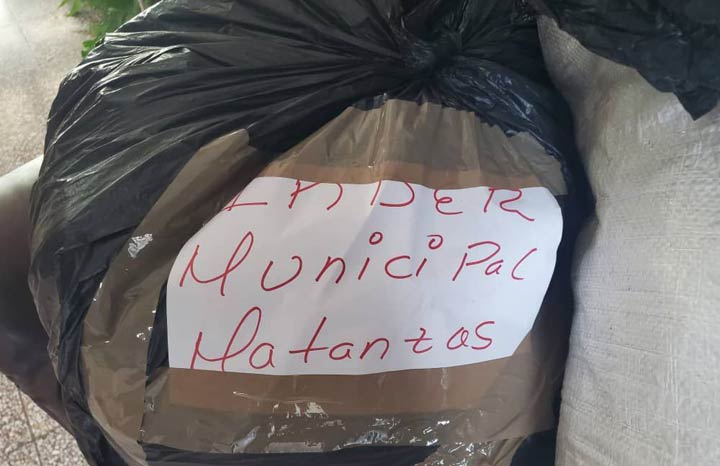 INDER
Municipal
Matanzas